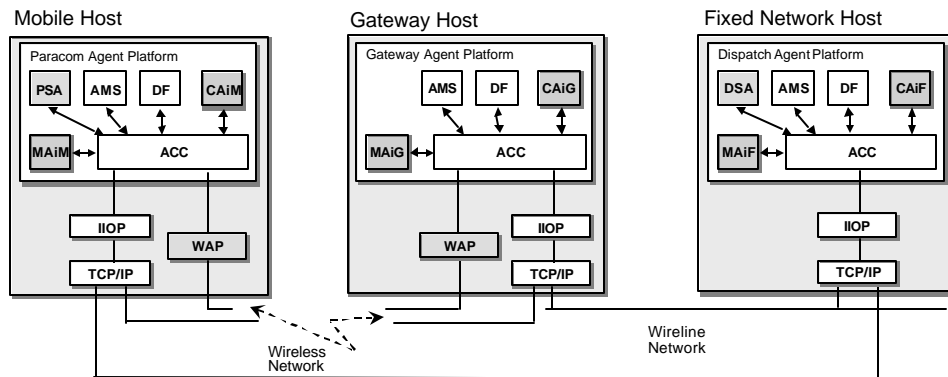 Mobile Host
Paracom Agent Platform
PSA
AMS
DF
CAiM
MAiM
ACC
IIOP
WAP
TCP/IP
Gateway Host
Gateway Agent Platform
AMS
DF
CAiG
MAiG
ACC
WAP
IIOP
TCP/IP
Fixed Network Host
Dispatch Agent Platform
DSA
AMS
DF
CAiF
MAiF
ACC
IIOP
TCP/IP
Wireless
Network
Wireline
Network